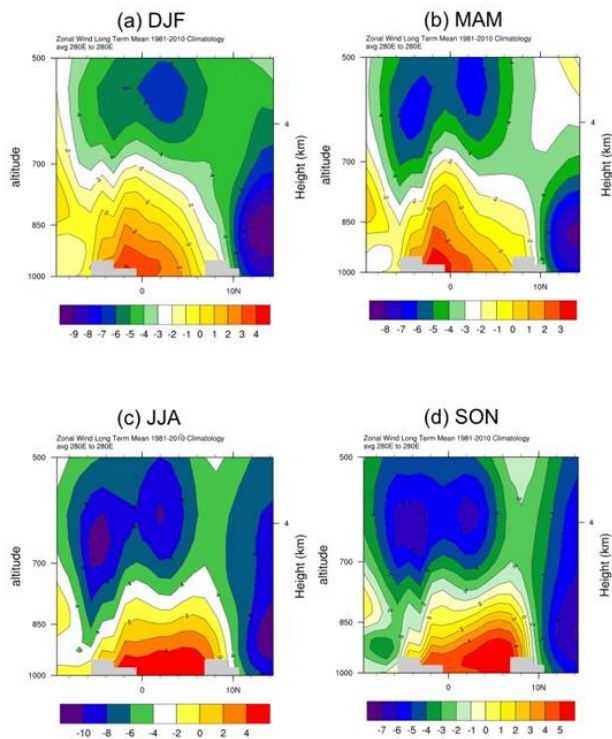 (a) DJF
Zonal Wind Long Term Mean 1981-2010 Climatology
avg 280E to 280E
500
700
850
1000
altitude
4
Height (km)
0
10N
-9 -8 -7 -6 -5 -4 -3 -2 -1 0 1 2 3 4
(b) MAM
Zonal Wind Long Term Mean 1981-2010 Climatology
avg 280E to 280E
500
700
850
1000
altitude
4
Height (km)
0
10N
-8 -7 -6 -5 -4 -3 -2 -1 0 1 2 3
(c) JJA
Zonal Wind Long Term Mean 1981-2010 Climatology
avg 280E to 280E
500
700
850
1000
altitude
4
Height (km)
0
10N
-10 -8 -6 -4 -2 0 2 4
(d) SON
Zonal Wind Long Term Mean 1981-2010 Climatology
avg 280E to 280E
500
700
850
1000
altitude
4
Height (km)
0
10N
-7 -6 -5 -4 -3 -2 -1 0 1 2 3 4 5